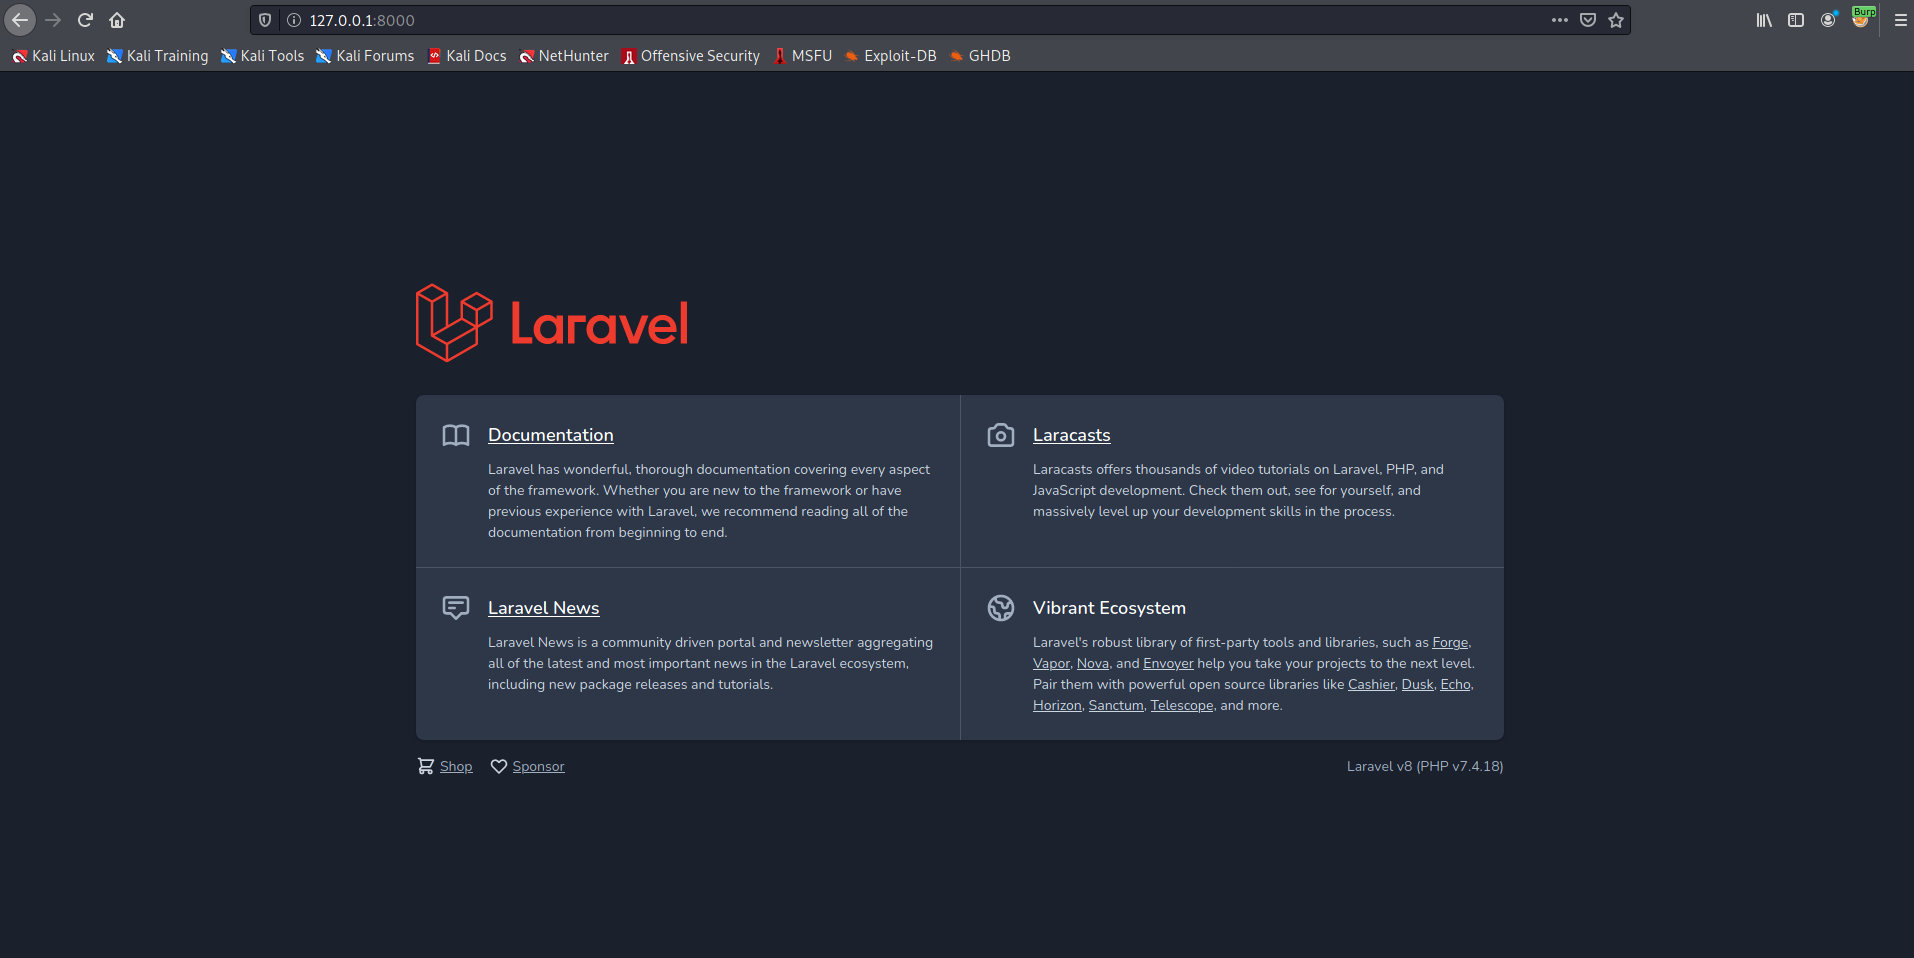 127.0.0.1:8000
Burp
Kali Linux Kali Training Kali Tools Kali Forums Kali Docs NetHunter Offensive Security MSFU Exploit-DB GHDB
Laravel
Documentation
Laravel has wonderful, thorough documentation covering every aspect
of the framework. Whether you are new to the framework or have
previous experience with Laravel, we recommend reading all of the
documentation from beginning to end.
Laracasts
Laracasts offers thousands of video tutorials on Laravel, PHP, and
JavaScript development. Check them out, see for yourself, and
massively level up your development skills in the process.
Laravel News
Laravel News is a community driven portal and newsletter aggregating
all of the latest and most important news in the Laravel ecosystem,
including new package releases and tutorials.
Vibrant Ecosystem
Laravel's robust library of first-party tools and libraries, such as Forge,
Vapor, Nova, and Envoyer help you take your projects to the next level.
Pair them with powerful open source libraries like Cashier, Dusk, Echo,
Horizon, Sanctum, Telescope, and more.
Shop Sponsor
Laravel v8 (PHP v7.4.18)